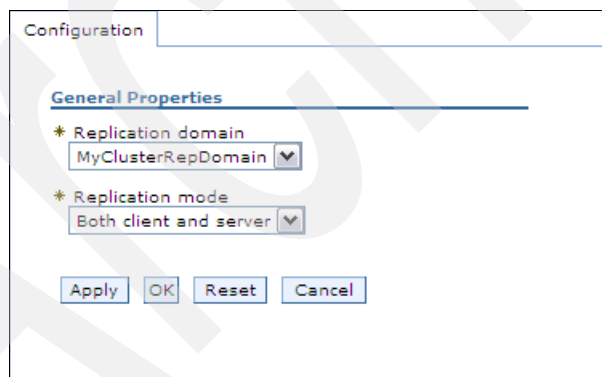 Configuration
General Properties
* Replication domain
MyClusterRepDomain
* Replication mode
Both client and server
Apply OK Reset Cancel